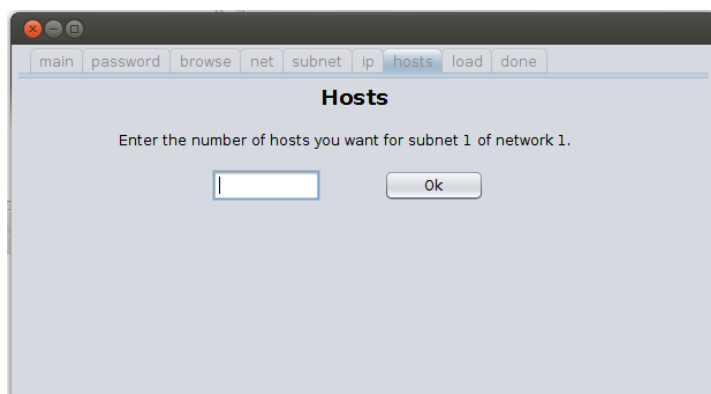 main password browse net subnet ip hosts load done
Hosts
Enter the number of hosts you want for subnet 1 of network 1.
Ok